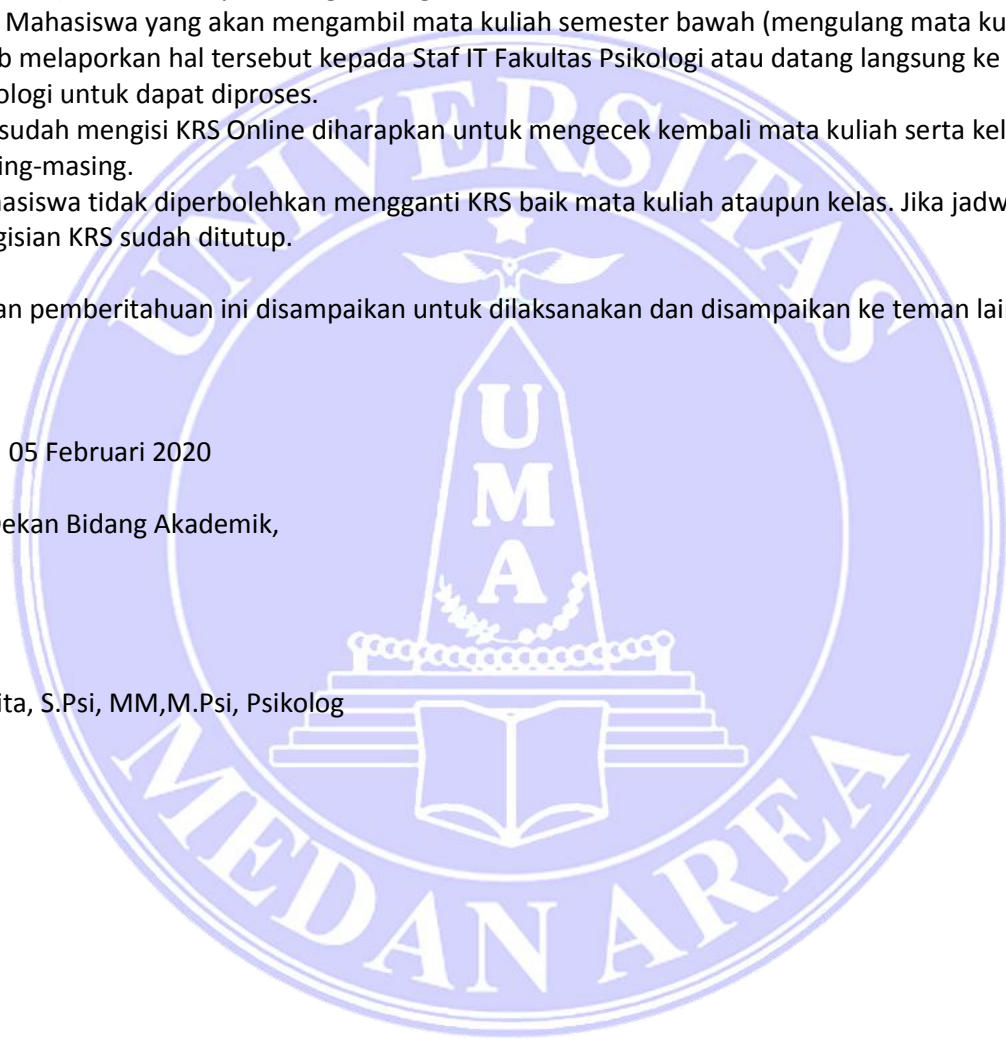 Mahasiswa yang akan mengambil mata kuliah semester bawah (mengulang mata ku
b melaporkan hal tersebut kepada Staf IT Fakultas Psikologi atau datang langsung ke
ologi untuk dapat diproses.
sudah mengisi KRS Online diharapkan untuk mengecek kembali mata kuliah serta kel
ing-masing.
asiswa tidak diperbolehkan mengganti KRS baik mata kuliah ataupun kelas. Jika jadw
gisian KRS sudah ditutup.
an pemberitahuan ini disampaikan untuk dilaksanakan dan disampaikan ke teman lai
05 Februari 2020
Dekan Bidang Akademik,
ita, S.Psi, MM,M.Psi, Psikolog
UNIVERSITAS
UMA
MEDAN AREA